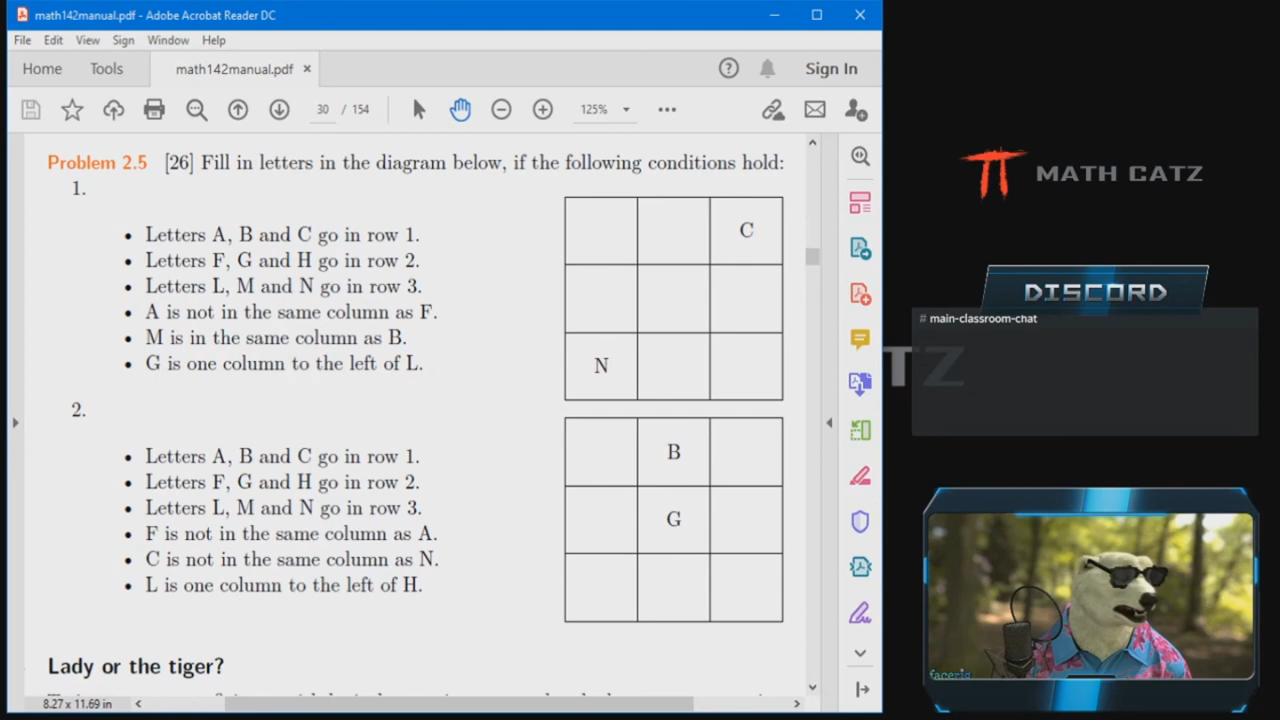 math142manual.pdf - Adobe Acrobat Reader DC
File Edit View Sign Window Help
Home Tools math142manual.pdf × Sign In
30 / 154 125%
Problem 2.5 [26] Fill in letters in the diagram below, if the following conditions hold:
1.
• Letters A, B and C go in row 1.
• Letters F, G and H go in row 2.
• Letters L, M and N go in row 3.
• A is not in the same column as F.
• M is in the same column as B.
• G is one column to the left of L.
C
N
2.
• Letters A, B and C go in row 1.
• Letters F, G and H go in row 2.
• Letters L, M and N go in row 3.
• F is not in the same column as A.
• C is not in the same column as N.
• L is one column to the left of H.
B
G
Lady or the tiger?
8.27 x 11.69 in
MATH CATZ
DISCORD
# main-classroom-chat
TZ
facerig